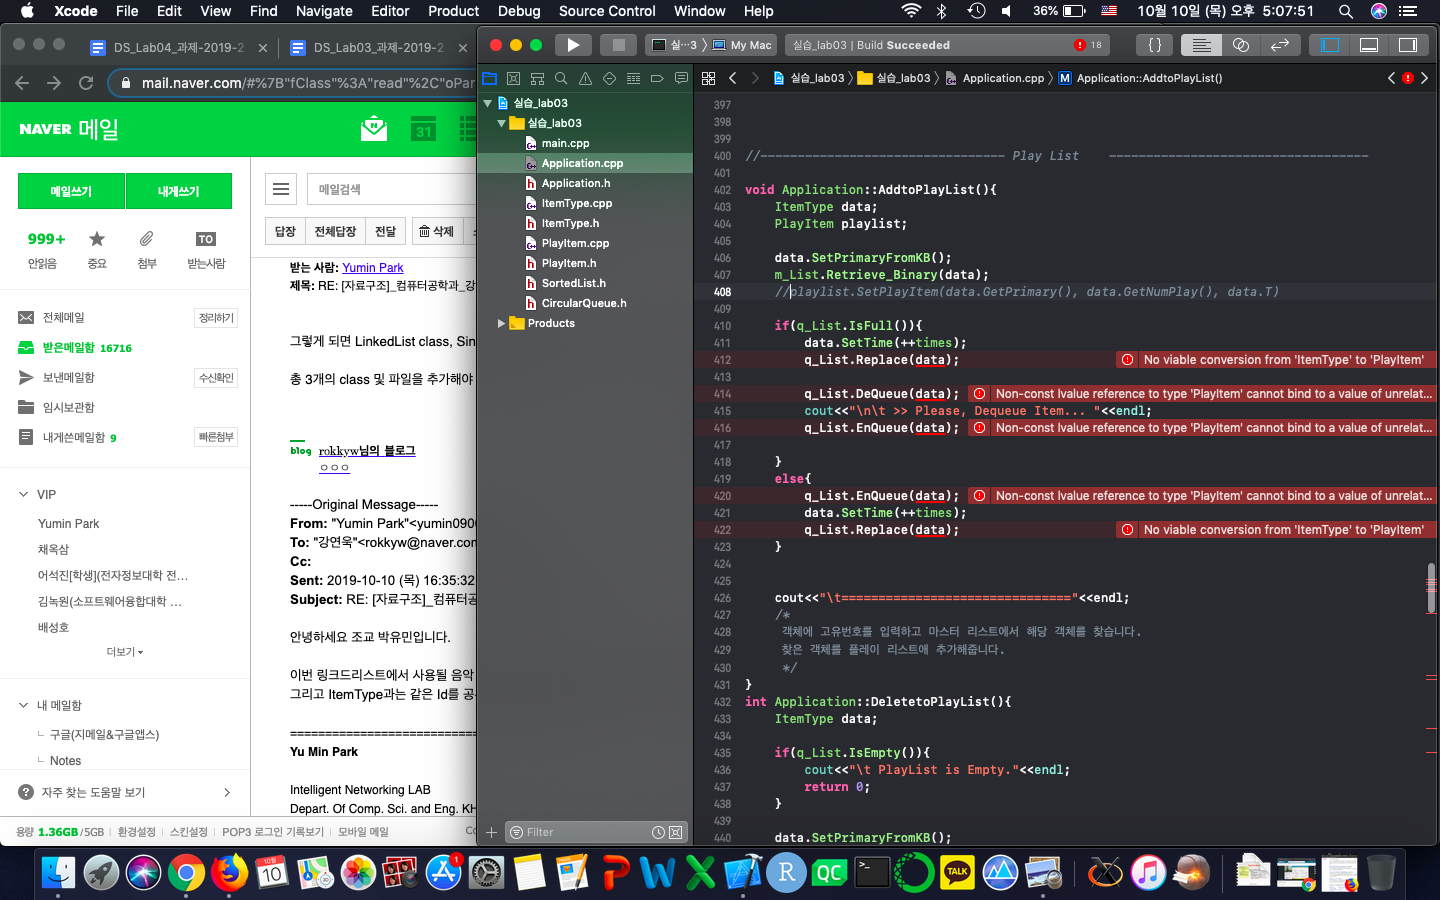 Xcode File Edit View Find Navigate Editor Product Debug Source Control Window Help 36% 10월 10일 (목) 오후 5:07:51
DS_Lab04_과제-2019-2
DS_Lab03_과제-2019-2
실...3 My Mac
실습_lab03 | Build Succeeded 18
mail.naver.com/#%7B"fClass"%3A"read"%2C"oPar
실습_lab03 실습_lab03 Application.cpp Application::AddtoPlayList()
NAVER 메일
31
메일쓰기 내게쓰기
메일검색
답장 전체답장 전달 삭제
999+ TO
안읽음 중요 첨부 받는사람
전체메일 정리하기
받은메일함 16716
보낸메일함 수신확인
임시보관함
내게쓴메일함 9 빠른첨부
VIP
Yumin Park
채옥삼
어석진[학생](전자정보대학 전...
김녹원(소프트웨어융합대학 ...
배성호
더보기
내 메일함
구글(지메일&구글앱스)
Notes
자주 찾는 도움말 보기
용량 1.36GB/5GB 환경설정 스킨설정 POP3 로그인 기록보기 모바일 메일 Co
받는 사람: Yumin Park
제목: RE: [자료구조]_컴퓨터공학과_강
그렇게 되면 LinkedList class, Sin
총 3개의 class 및 파일을 추가해야
blog rokkyw님의 블로그
ㅇㅇㅇ
-----Original Message-----
From: "Yumin Park"<yumin090
To: "강연욱"<rokkyw@naver.con
Cc:
Sent: 2019-10-10 (목) 16:35:32
Subject: RE: [자료구조]_컴퓨터공
안녕하세요 조교 박유민입니다.
이번 링크드리스트에서 사용될 음악
그리고 ItemType과는 같은 Id를 공
==============================
Yu Min Park
Intelligent Networking LAB
Depart. Of Comp. Sci. and Eng. KH
실습_lab03
실습_lab03
main.cpp
Application.cpp
Application.h
ItemType.cpp
ItemType.h
PlayItem.cpp
PlayItem.h
SortedList.h
CircularQueue.h
Products
Filter
397
398
399
400 //--------------------------------- Play List -----------------------------------
401
402 void Application::AddtoPlayList(){
403 ItemType data;
404 PlayItem playlist;
405
406 data.SetPrimaryFromKB();
407 m_List.Retrieve_Binary(data);
408 //playlist.SetPlayItem(data.GetPrimary(), data.GetNumPlay(), data.T)
409
410 if(q_List.IsFull()){
411 data.SetTime(++times);
412 q_List.Replace(data); No viable conversion from 'ItemType' to 'PlayItem'
413
414 q_List.DeQueue(data); Non-const lvalue reference to type 'PlayItem' cannot bind to a value of unrelat...
415 cout<<"\n\t >> Please, Dequeue Item... "<<endl;
416 q_List.EnQueue(data); Non-const lvalue reference to type 'PlayItem' cannot bind to a value of unrelat...
417
418 }
419 else{
420 q_List.EnQueue(data); Non-const lvalue reference to type 'PlayItem' cannot bind to a value of unrelat...
421 data.SetTime(++times);
422 q_List.Replace(data); No viable conversion from 'ItemType' to 'PlayItem'
423 }
424
425
426 cout<<"\t==============================="<<endl;
427 /*
428 객체에 고유번호를 입력하고 마스터 리스트에서 해당 객체를 찾습니다.
429 찾은 객체를 플레이 리스트애 추가해줍니다.
430 */
431 }
432 int Application::DeletetoPlayList(){
433 ItemType data;
434
435 if(q_List.IsEmpty()){
436 cout<<"\t PlayList is Empty."<<endl;
437 return 0;
438 }
439
440 data.SetPrimaryFromKB();
10월 10 1 P W X R QC >_ TALK